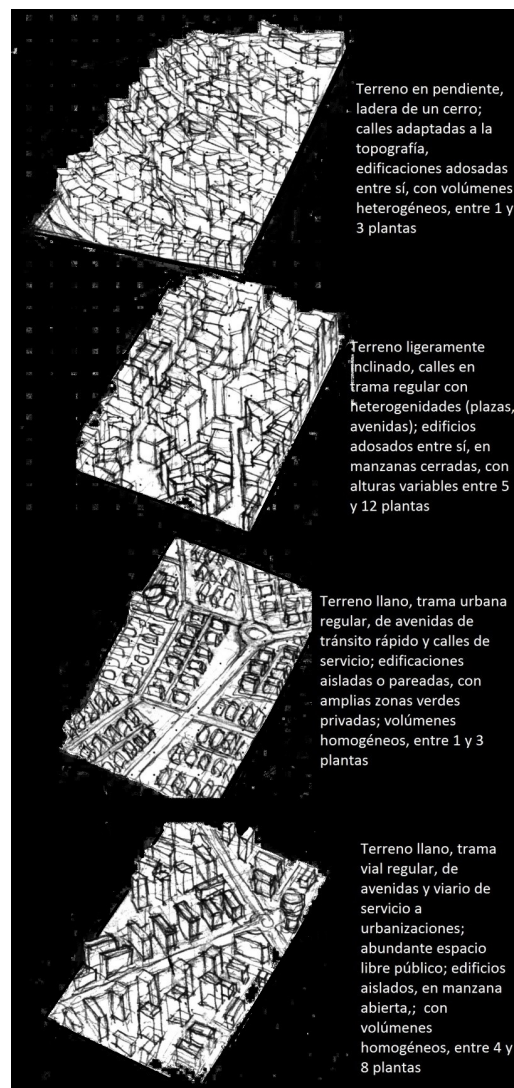 Terreno en pendiente,
ladera de un cerro;
calles adaptadas a la
topografía,
edificaciones adosadas
entre sí, con volúmenes
heterogéneos, entre 1 y
3 plantas
Terreno ligeramente
inclinado, calles en
trama regular con
heterogenidades (plazas,
avenidas); edificios
adosados entre sí, en
manzanas cerradas, con
alturas variables entre 5
y 12 plantas
Terreno llano, trama urbana
regular, de avenidas de
tránsito rápido y calles de
servicio; edificaciones
aisladas o pareadas, con
amplias zonas verdes
privadas; volúmenes
homogéneos, entre 1 y 3
plantas
Terreno llano, trama
vial regular, de
avenidas y viario de
servicio a
urbanizaciones;
abundante espacio
libre público; edificios
aislados, en manzana
abierta,; con
volúmenes
homogéneos, entre 4 y
8 plantas